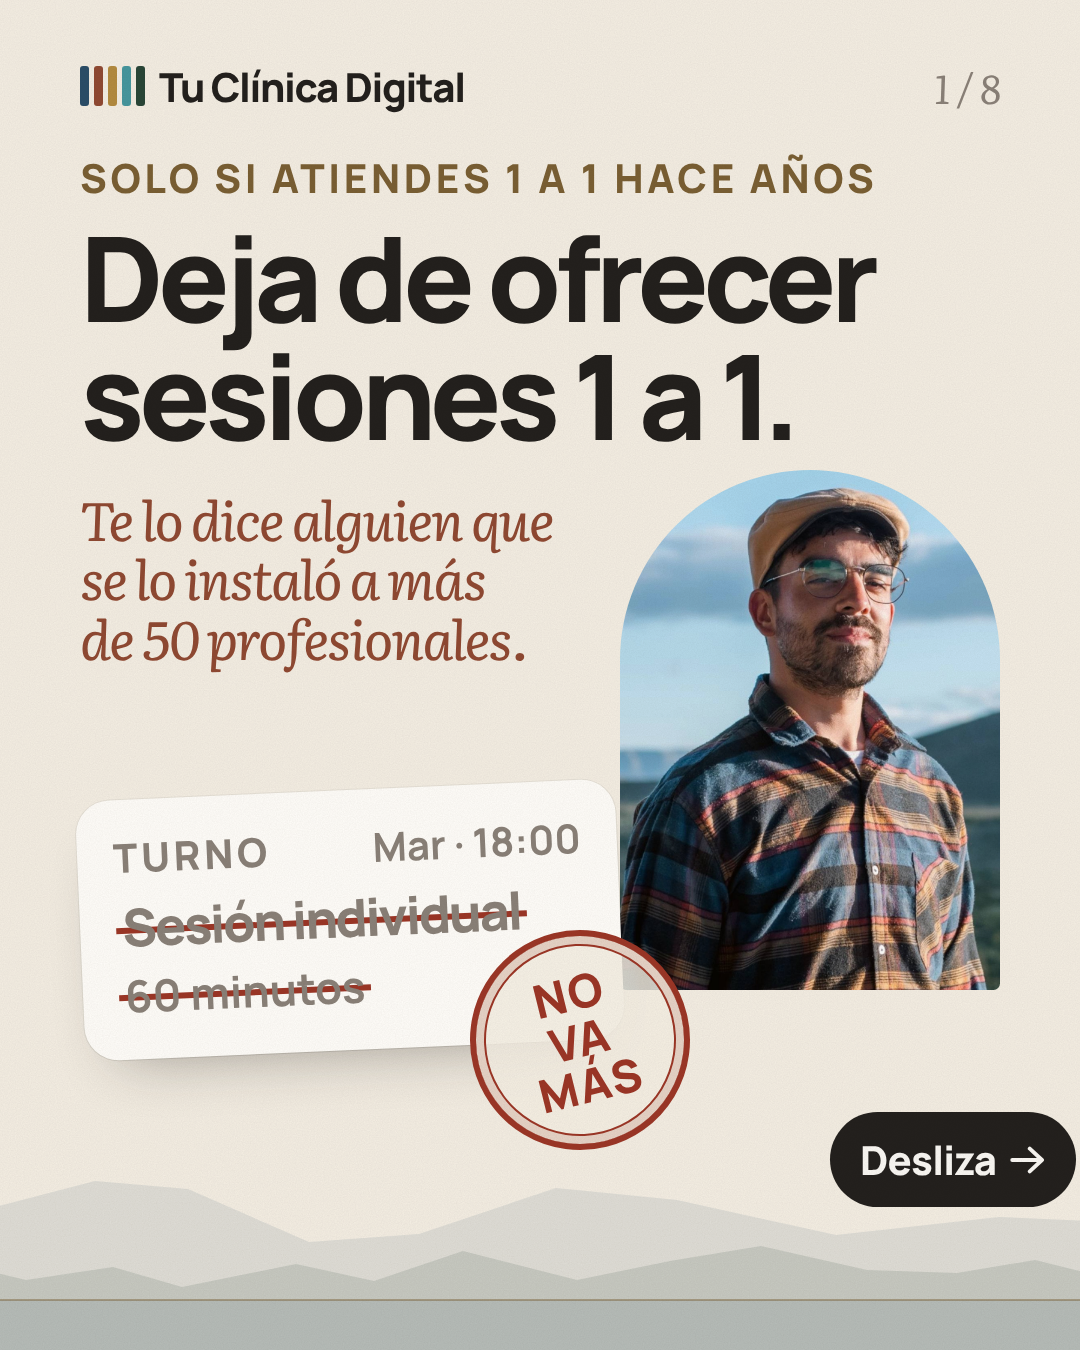 Tu Clínica Digital
1/8
SOLO SI ATIENDES 1 A 1 HACE AÑOS
Deja de ofrecer
sesiones 1 a 1.
Te lo dice alguien que
se lo instaló a más
de 50 profesionales.
TURNO
Mar · 18:00
Sesión individual
60 minutos
NO
VA
MÁS
Desliza →